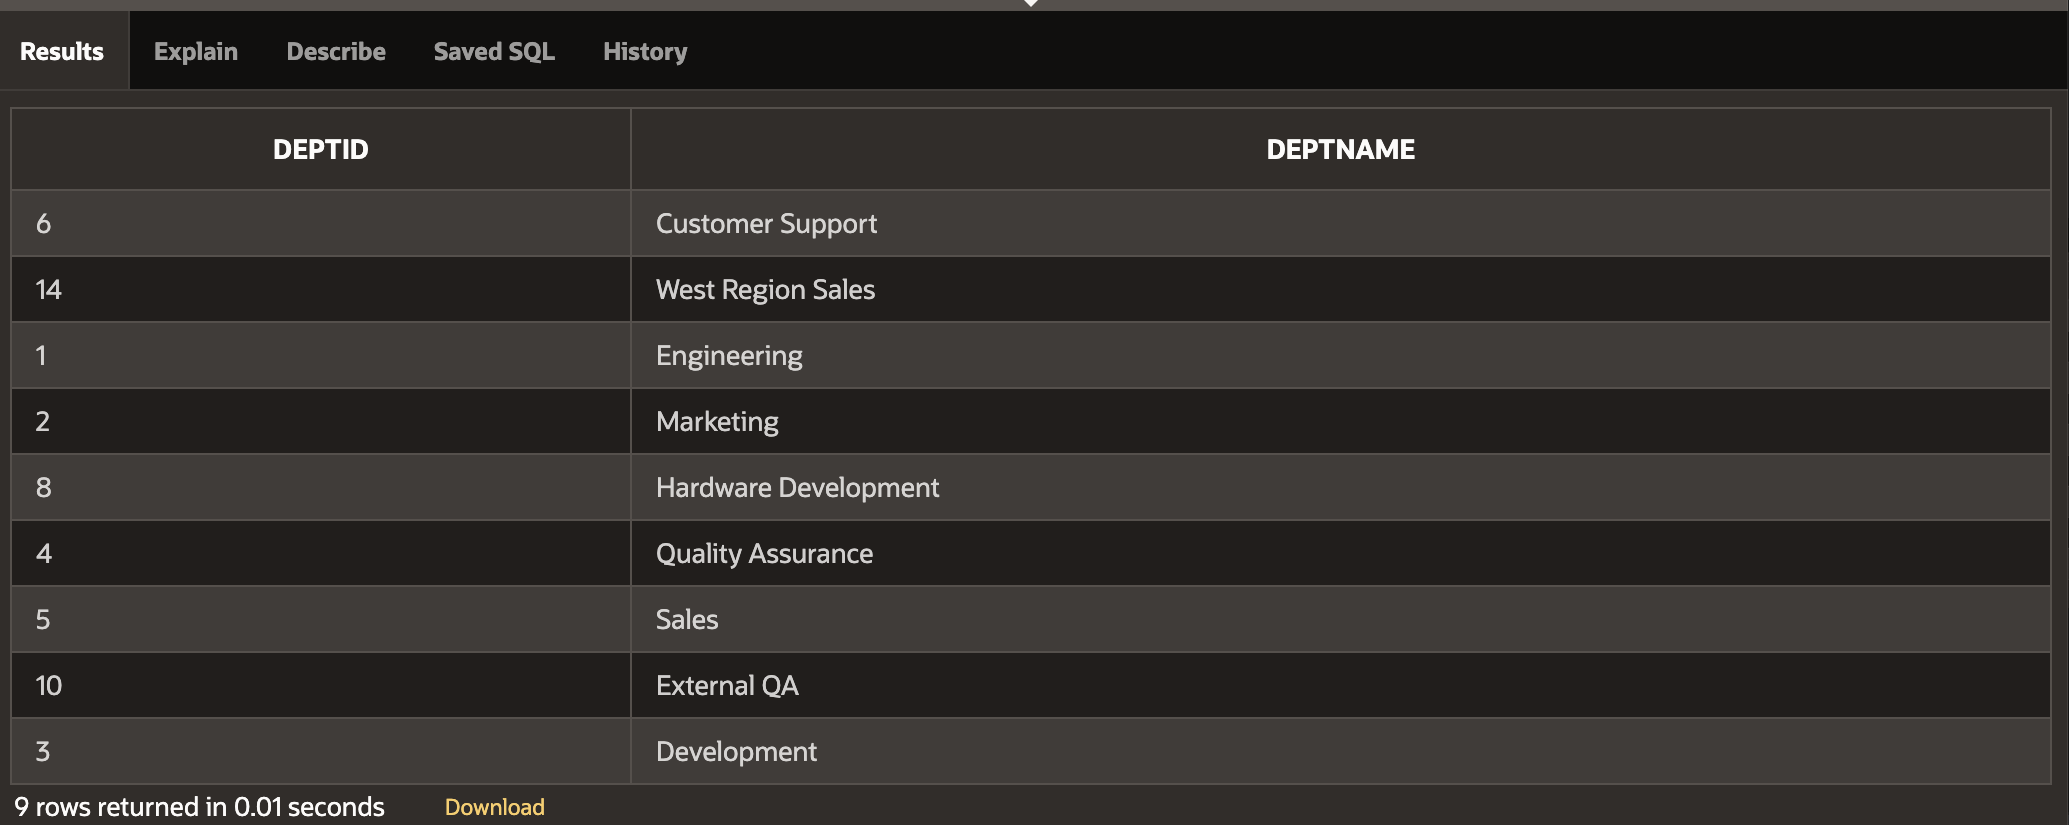 Results Explain Describe Saved SQL History
DEPTID DEPTNAME
6 Customer Support
14 West Region Sales
1 Engineering
2 Marketing
8 Hardware Development
4 Quality Assurance
5 Sales
10 External QA
3 Development
9 rows returned in 0.01 seconds Download